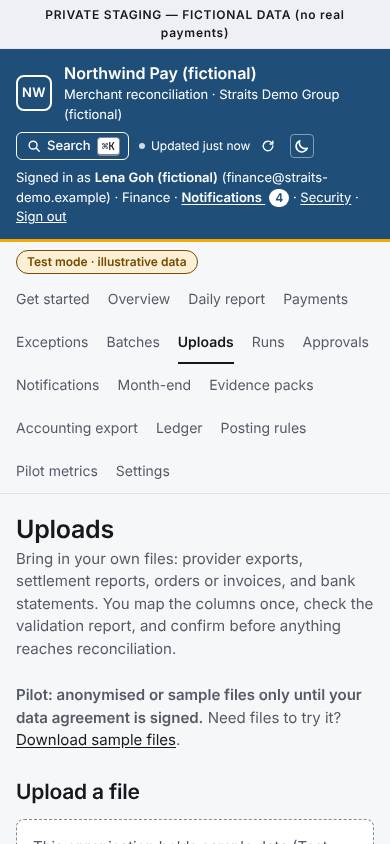 PRIVATE STAGING — FICTIONAL DATA (no real
payments)
NW
Northwind Pay (fictional)
Merchant reconciliation · Straits Demo Group
(fictional)
Search ⌘K
Updated just now
Signed in as Lena Goh (fictional) (finance@straits-
demo.example) · Finance · Notifications 4 · Security ·
Sign out
Test mode · illustrative data
Get started Overview Daily report Payments
Exceptions Batches Uploads Runs Approvals
Notifications Month-end Evidence packs
Accounting export Ledger Posting rules
Pilot metrics Settings
Uploads
Bring in your own files: provider exports,
settlement reports, orders or invoices, and bank
statements. You map the columns once, check the
validation report, and confirm before anything
reaches reconciliation.
Pilot: anonymised or sample files only until your
data agreement is signed. Need files to try it?
Download sample files.
Upload a file